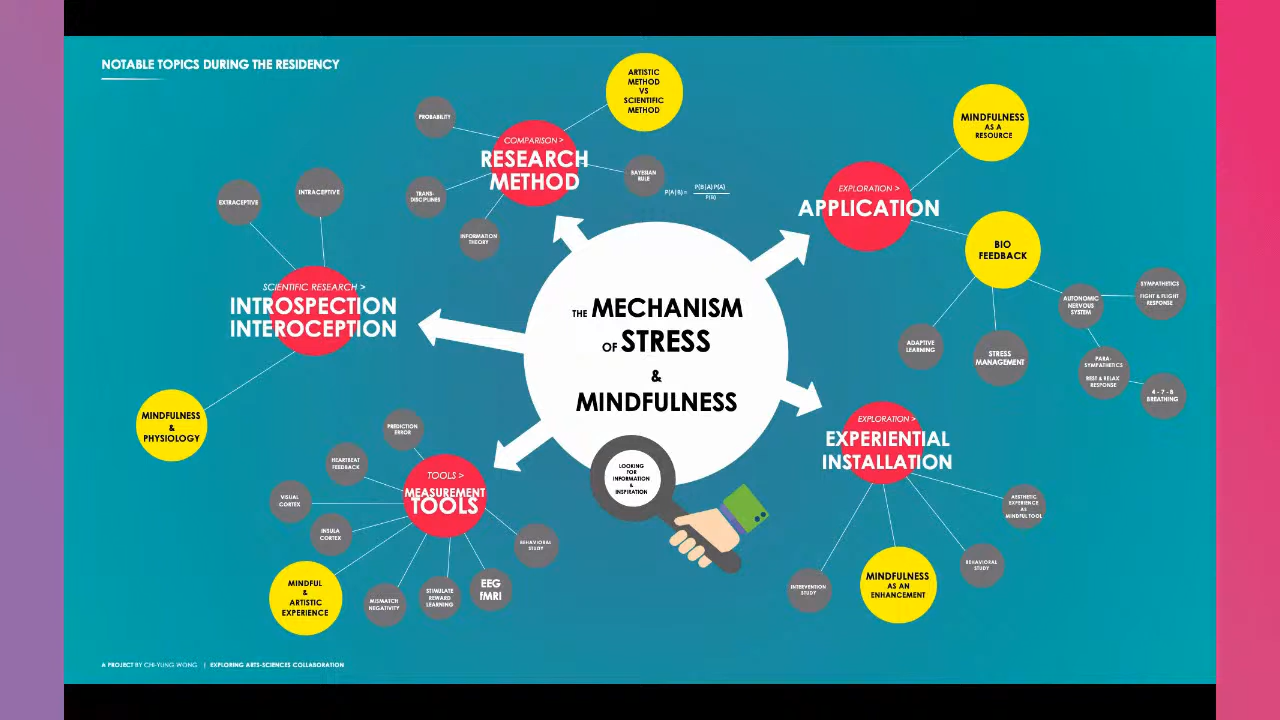 NOTABLE TOPICS DURING THE RESIDENCY
ARTISTIC
METHOD
VS
SCIENTIFIC
METHOD
PROBABILITY
COMPARISON >
RESEARCH
METHOD
BAYESIAN
RULE
P(A|B) =
P(B|A) P(A)
P(B)
TRANS-
DISCIPLINES
INFORMATION
THEORY
MINDFULNESS
AS A
RESOURCE
EXPLORATION >
APPLICATION
BIO
FEEDBACK
ADAPTIVE
LEARNING
STRESS
MANAGEMENT
AUTONOMIC
NERVOUS
SYSTEM
SYMPATHETICS
FIGHT & FLIGHT
RESPONSE
PARA-
SYMPATHETICS
REST & RELAX
RESPONSE
4 - 7 - 8
BREATHING
EXTRACEPTIVE
INTRACEPTIVE
SCIENTIFIC RESEARCH >
INTROSPECTION
INTEROCEPTION
MINDFULNESS
&
PHYSIOLOGY
THE MECHANISM
OF STRESS
&
MINDFULNESS
LOOKING
FOR
INFORMATION
&
INSPIRATION
PREDICTION
ERROR
HEARTBEAT
FEEDBACK
VISUAL
CORTEX
INSULA
CORTEX
TOOLS >
MEASUREMENT
TOOLS
MINDFUL
&
ARTISTIC
EXPERIENCE
MISMATCH
NEGATIVITY
STIMULATE
REWARD
LEARNING
EEG
fMRI
BEHAVIORAL
STUDY
EXPLORATION >
EXPERIENTIAL
INSTALLATION
AESTHETIC
EXPERIENCE
AS
MINDFUL TOOL
BEHAVIORAL
STUDY
MINDFULNESS
AS AN
ENHANCEMENT
INTERVENTION
STUDY
A PROJECT BY CHI-YUNG WONG | EXPLORING ARTS-SCIENCES COLLABORATION